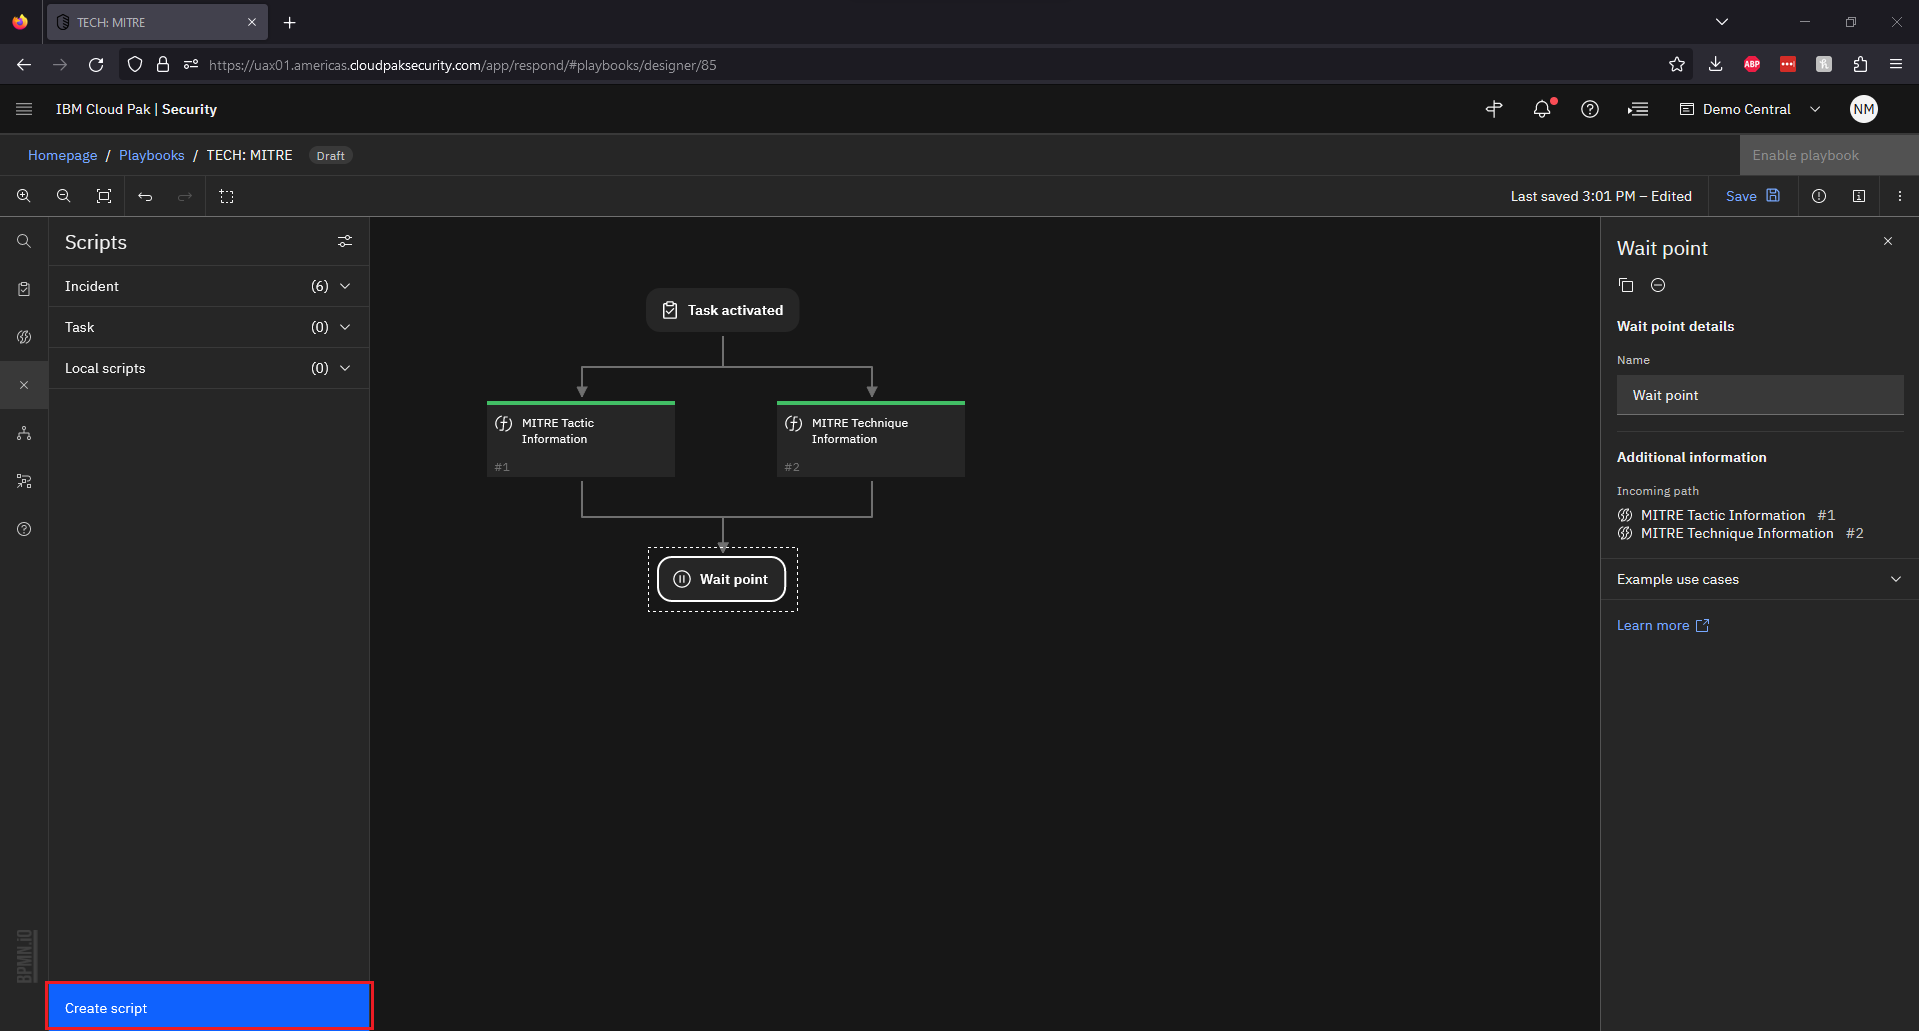 TECH: MITRE
https://uax01.americas.cloudpaksecurity.com/app/respond/#playbooks/designer/85
ABP
IBM Cloud Pak | Security
Demo Central
NM
Homepage / Playbooks / TECH: MITRE Draft
Enable playbook
Last saved 3:01 PM – Edited
Save
Scripts
Incident (6)
Task (0)
Local scripts (0)
Create script
BPMN.iO
Task activated
MITRE Tactic
Information
#1
MITRE Technique
Information
#2
Wait point
Wait point
Wait point details
Name
Wait point
Additional information
Incoming path
MITRE Tactic Information #1
MITRE Technique Information #2
Example use cases
Learn more